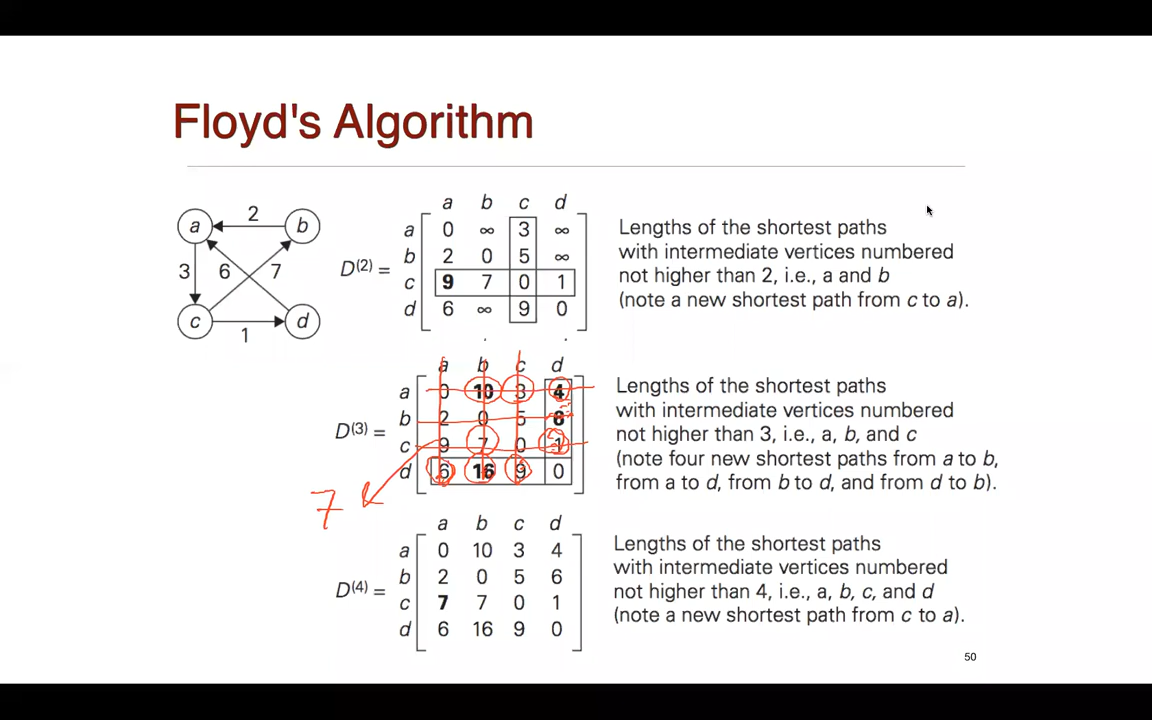 Floyd's Algorithm
a 2 b
3 6 7
c 1 d
D(2) =
a b c d
a 0 ∞ 3 ∞
b 2 0 5 ∞
c 9 7 0 1
d 6 ∞ 9 0
Lengths of the shortest paths
with intermediate vertices numbered
not higher than 2, i.e., a and b
(note a new shortest path from c to a).
D(3) =
a b c d
a 0 10 3 4
b 2 0 5 6
c 9 7 0 1
d 6 16 9 0
7
Lengths of the shortest paths
with intermediate vertices numbered
not higher than 3, i.e., a, b, and c
(note four new shortest paths from a to b,
from a to d, from b to d, and from d to b).
D(4) =
a b c d
a 0 10 3 4
b 2 0 5 6
c 7 7 0 1
d 6 16 9 0
Lengths of the shortest paths
with intermediate vertices numbered
not higher than 4, i.e., a, b, c, and d
(note a new shortest path from c to a).
50